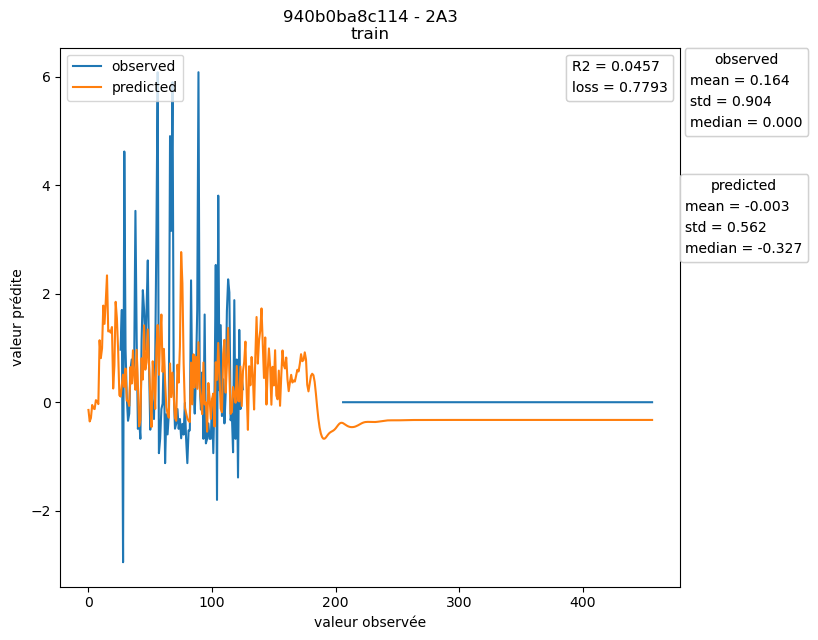 940b0ba8c114 - 2A3
train
observed
predicted
R2 = 0.0457
loss = 0.7793
observed
mean = 0.164
std = 0.904
median = 0.000
predicted
mean = -0.003
std = 0.562
median = -0.327
valeur prédite
6
4
2
0
−2
0
100
200
300
400
valeur observée